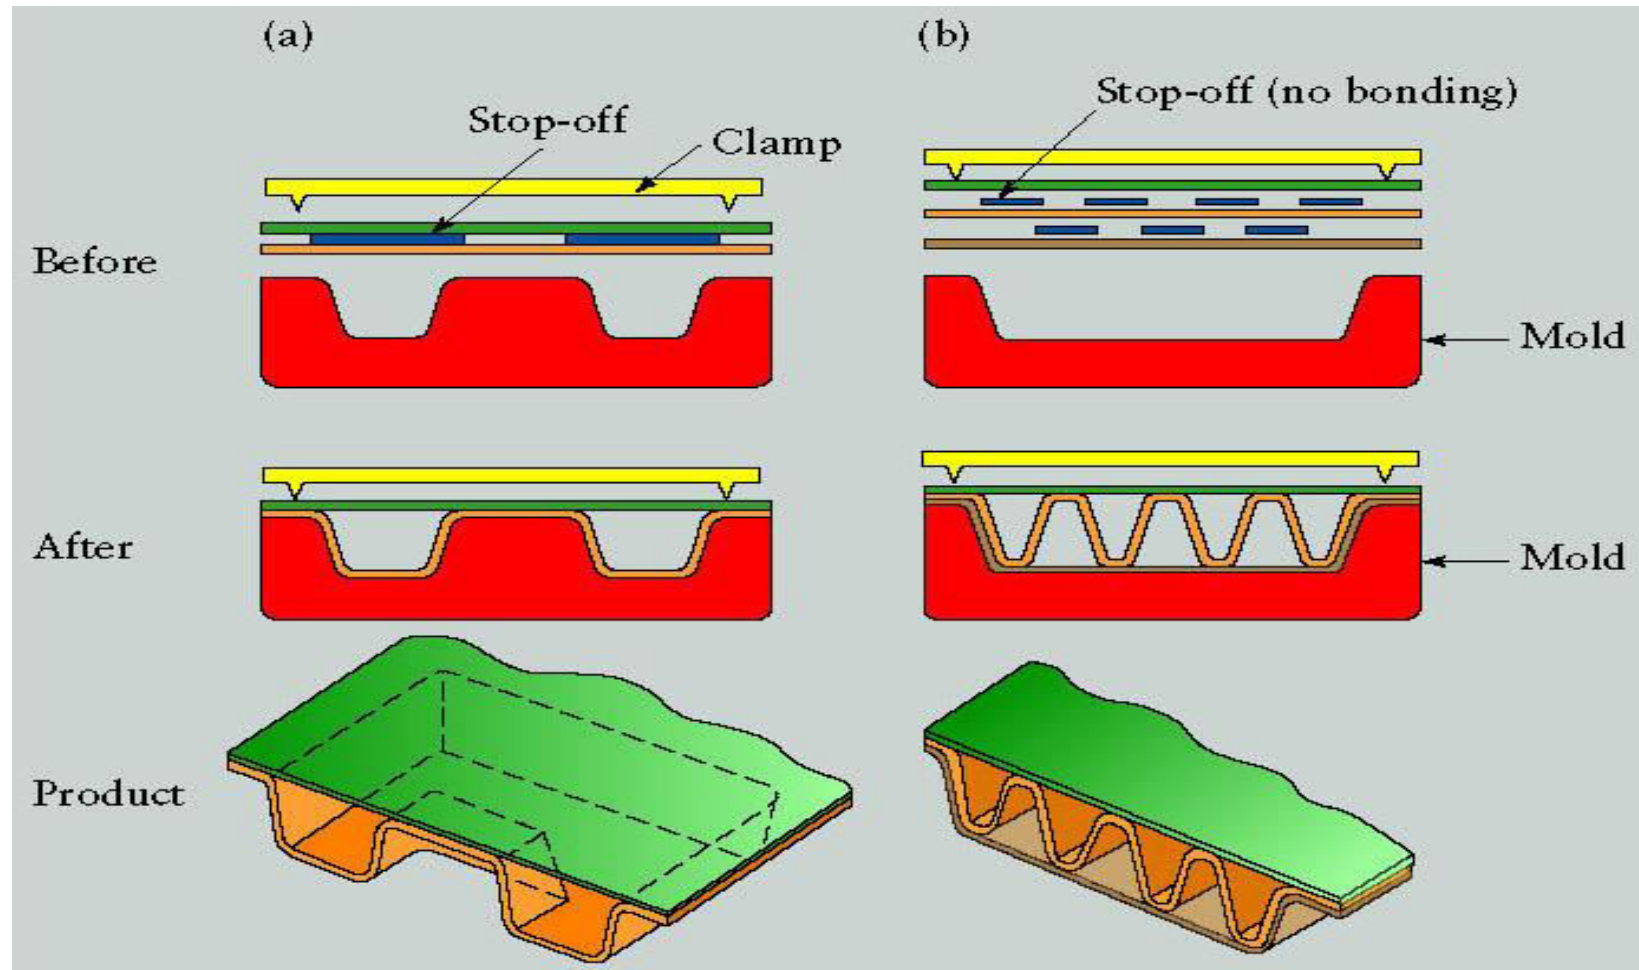 (a)
(b)
Stop-off
Clamp
Stop-off (no bonding)
Before
Mold
After
Mold
Product